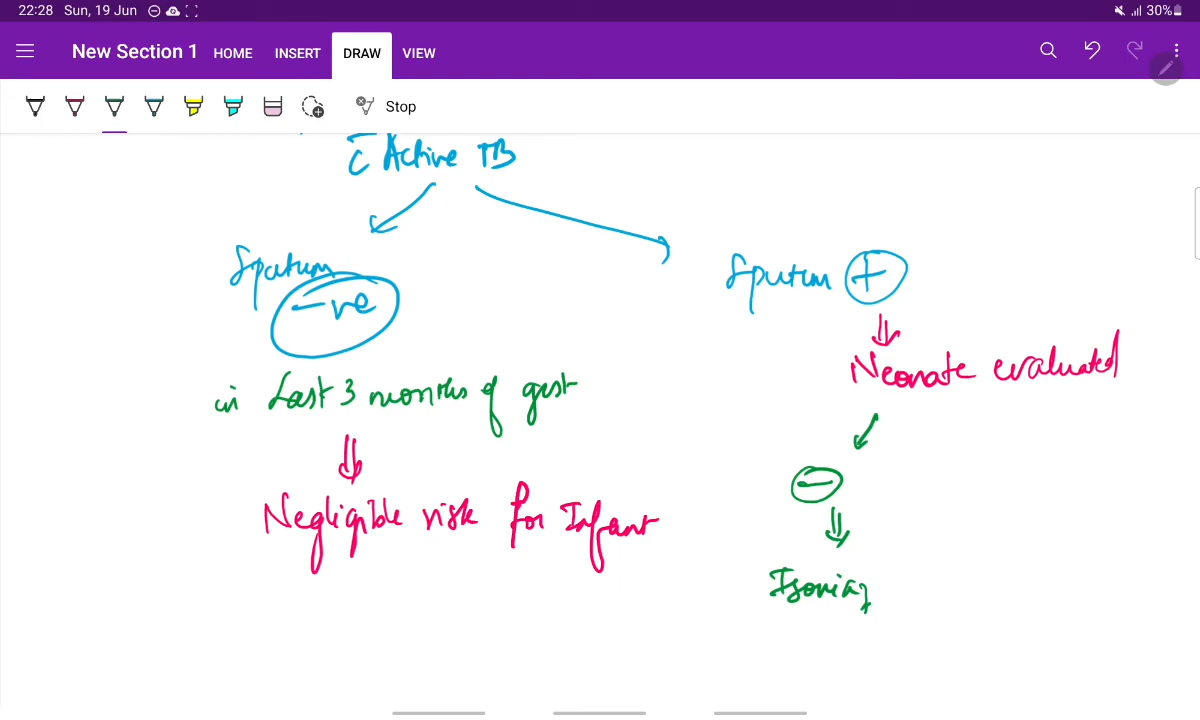 22:28 Sun, 19 Jun 30%
New Section 1 HOME INSERT DRAW VIEW
Stop
c̄ Active TB
Sputum
-ve
in Last 3 months of gest
Negligible risk for Infant
Sputum +
Neonate evaluated
-
Isoniaz